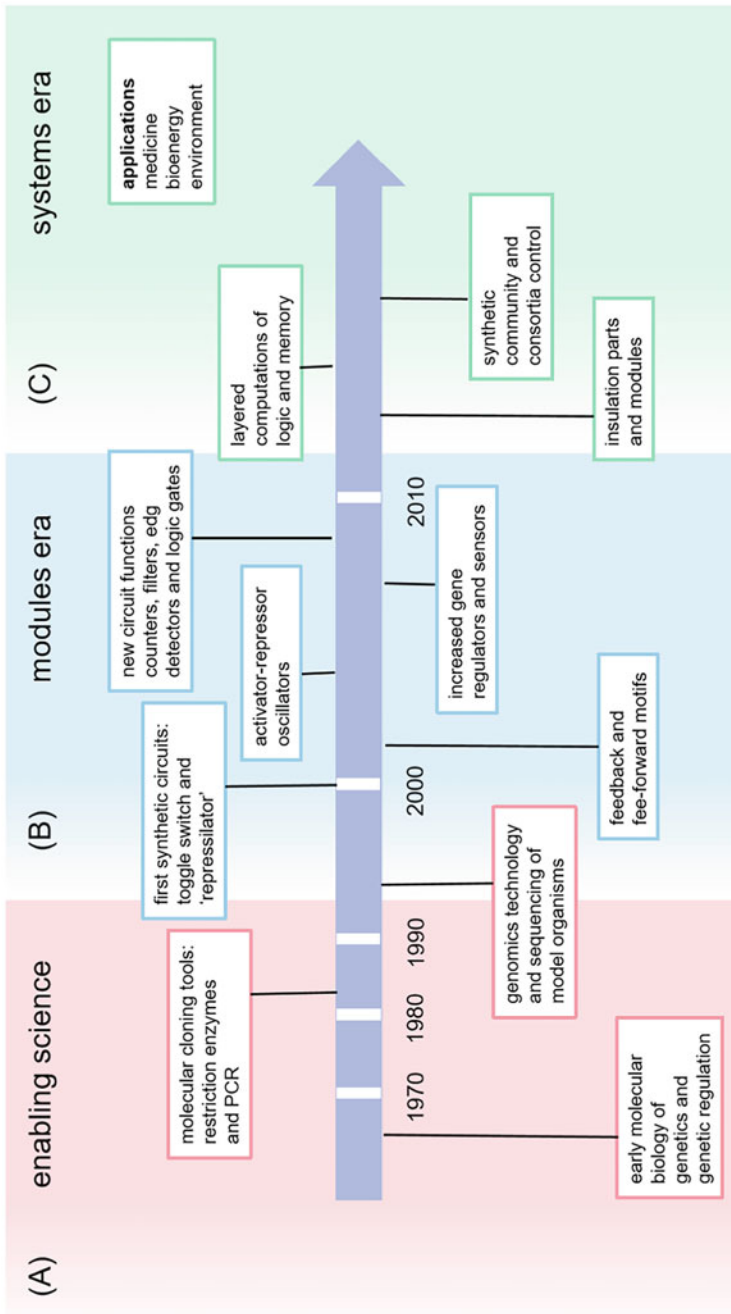 (A)
enabling science
(B)
modules era
(C)
systems era
molecular cloning tools:
restriction enzymes
and PCR
first synthetic circuits:
toggle switch and
'repressilator'
new circuit functions
counters, filters, edg
detectors and logic gates
activator-repressor
oscillators
layered
computations of
logic and memory
applications
medicine
bioenergy
environment
1970
1980
1990
2000
2010
early molecular
biology of
genetics and
genetic regulation
genomics technology
and sequencing of
model organisms
feedback and
fee-forward motifs
increased gene
regulators and sensors
insulation parts
and modules
synthetic
community and
consortia control